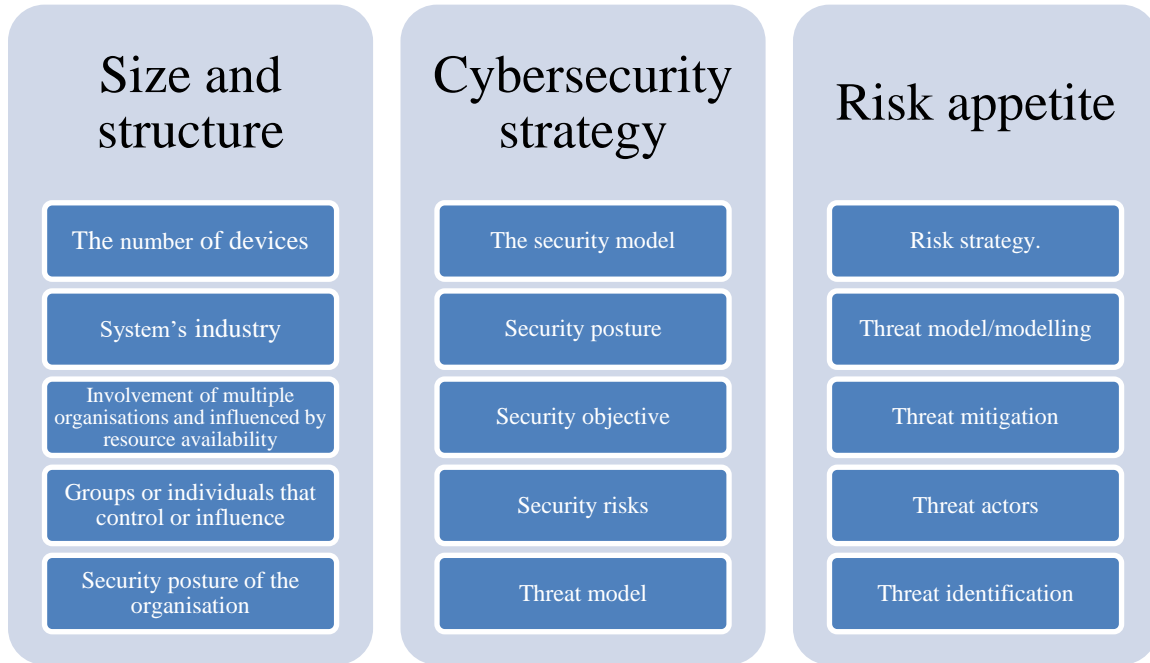 Size and
structure
The number of devices
System’s industry
Involvement of multiple
organisations and influenced by
resource availability
Groups or individuals that
control or influence
Security posture of the
organisation
Cybersecurity
strategy
The security model
Security posture
Security objective
Security risks
Threat model
Risk appetite
Risk strategy.
Threat model/modelling
Threat mitigation
Threat actors
Threat identification